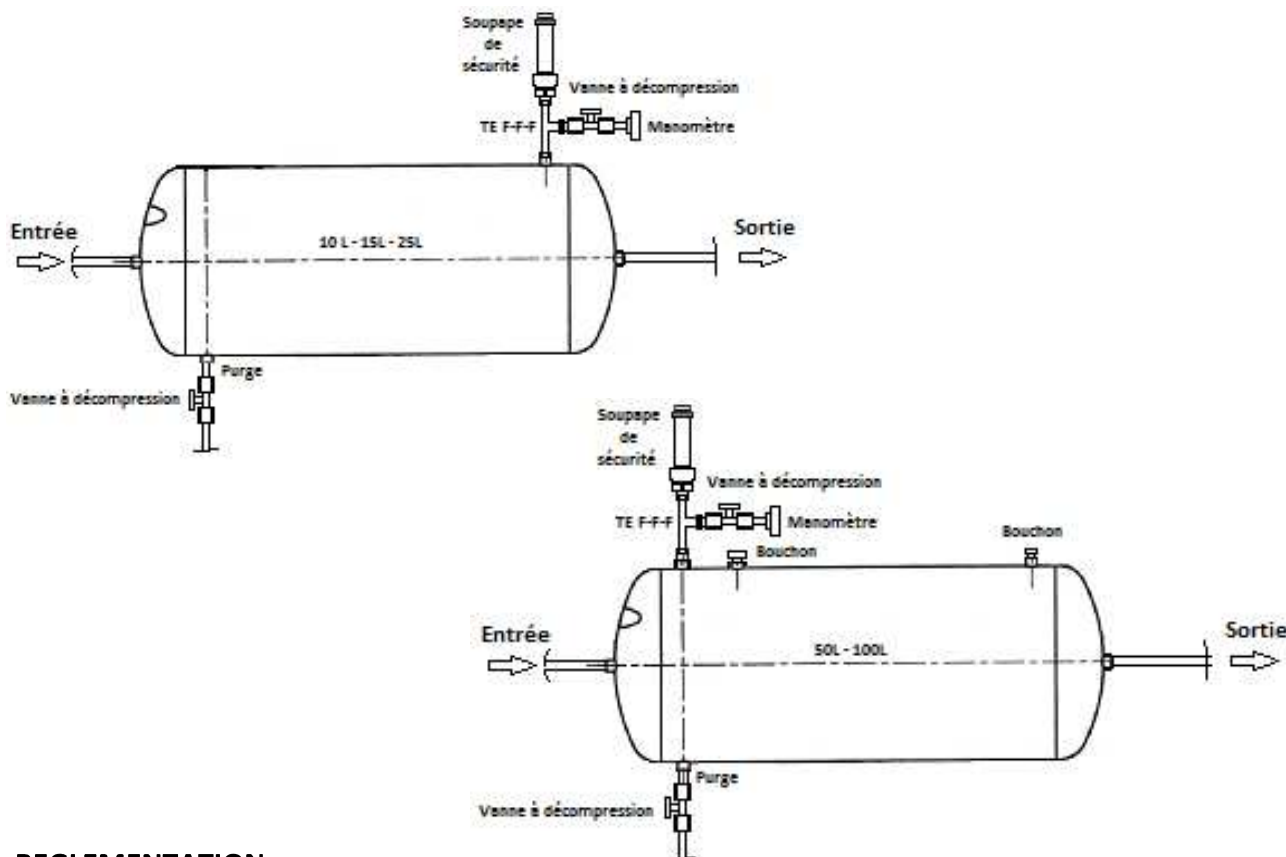 Soupape
de
sécurité
Vanne à décompression
TE F-F-F
Manomètre
Entrée
10 L - 15L - 25L
Sortie
Purge
Vanne à décompression
Soupape
de
sécurité
Vanne à décompression
TE F-F-F
Manomètre
Bouchon
Bouchon
Entrée
50L - 100L
Sortie
Purge
Vanne à décompression
REGLEMENTATION